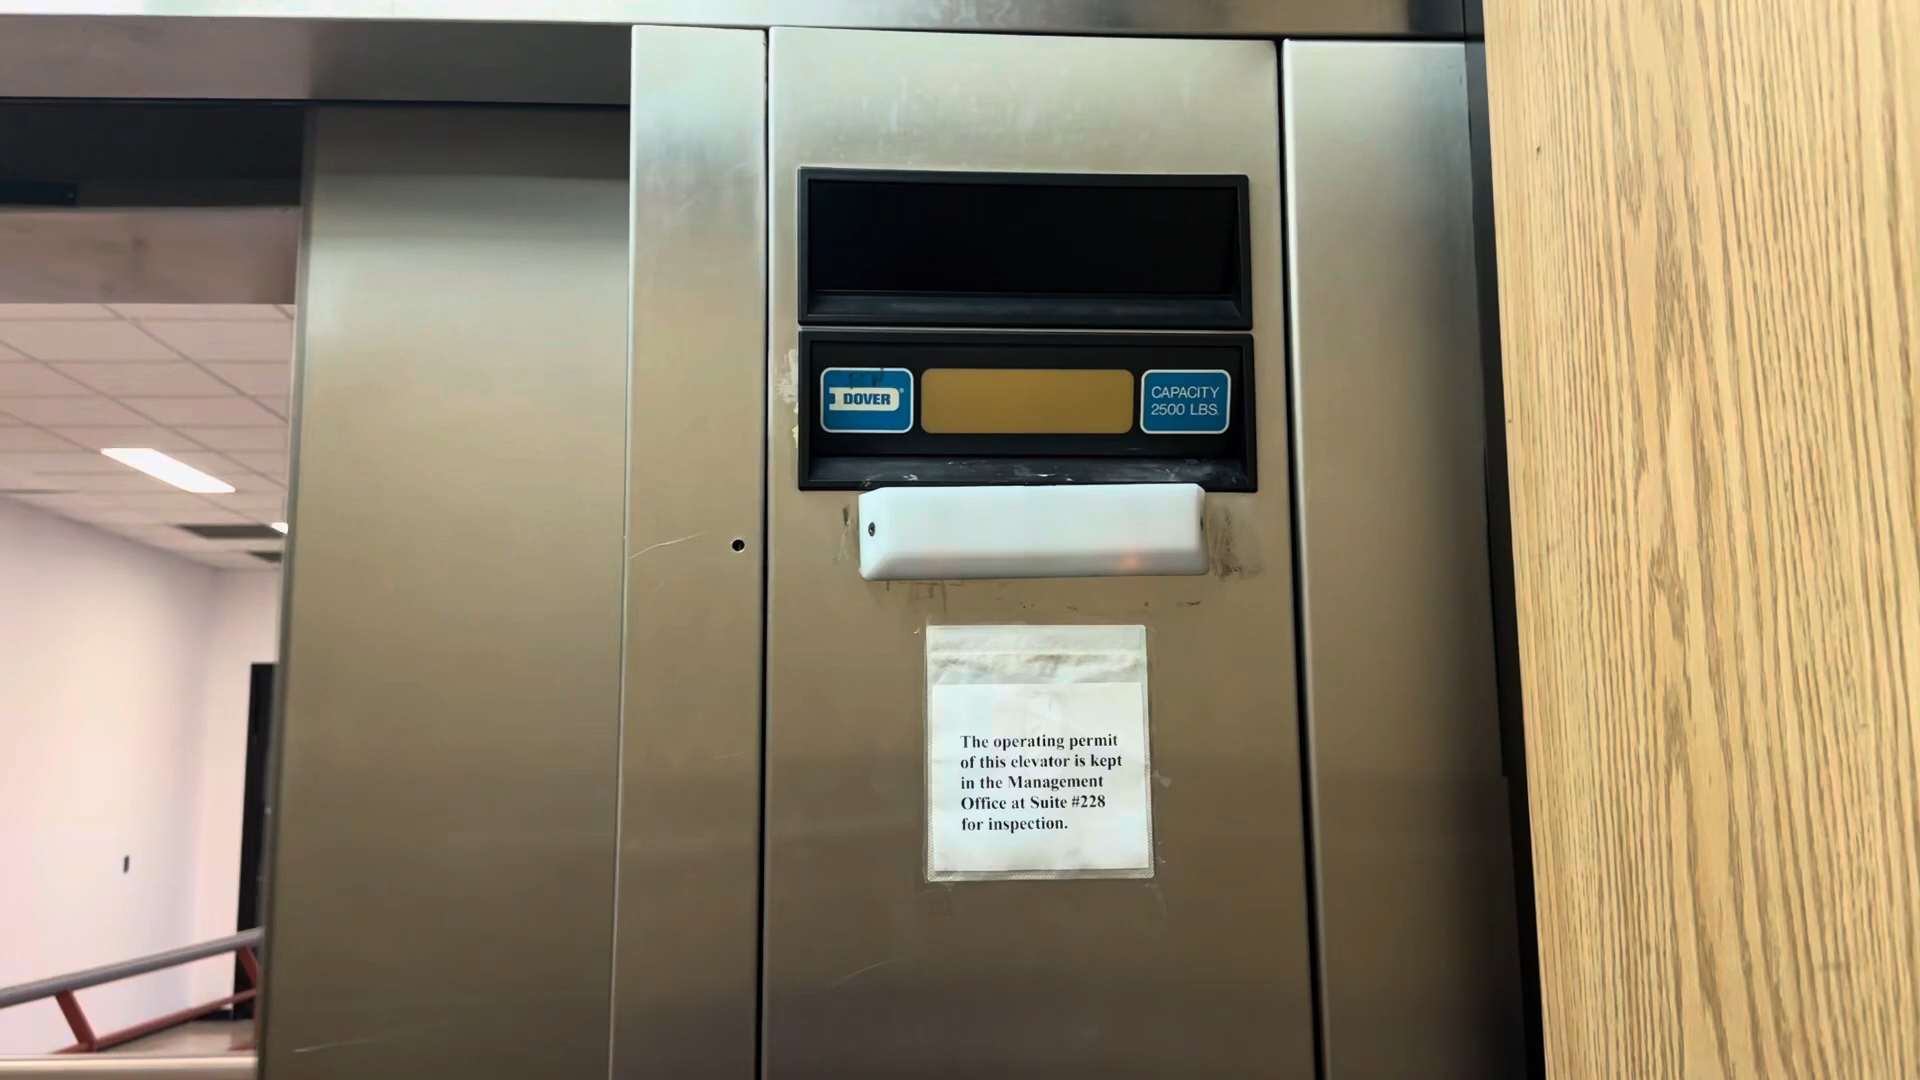 DOVER
CAPACITY
2500 LBS.
The operating permit
of this elevator is kept
in the Management
Office at Suite #228
for inspection.